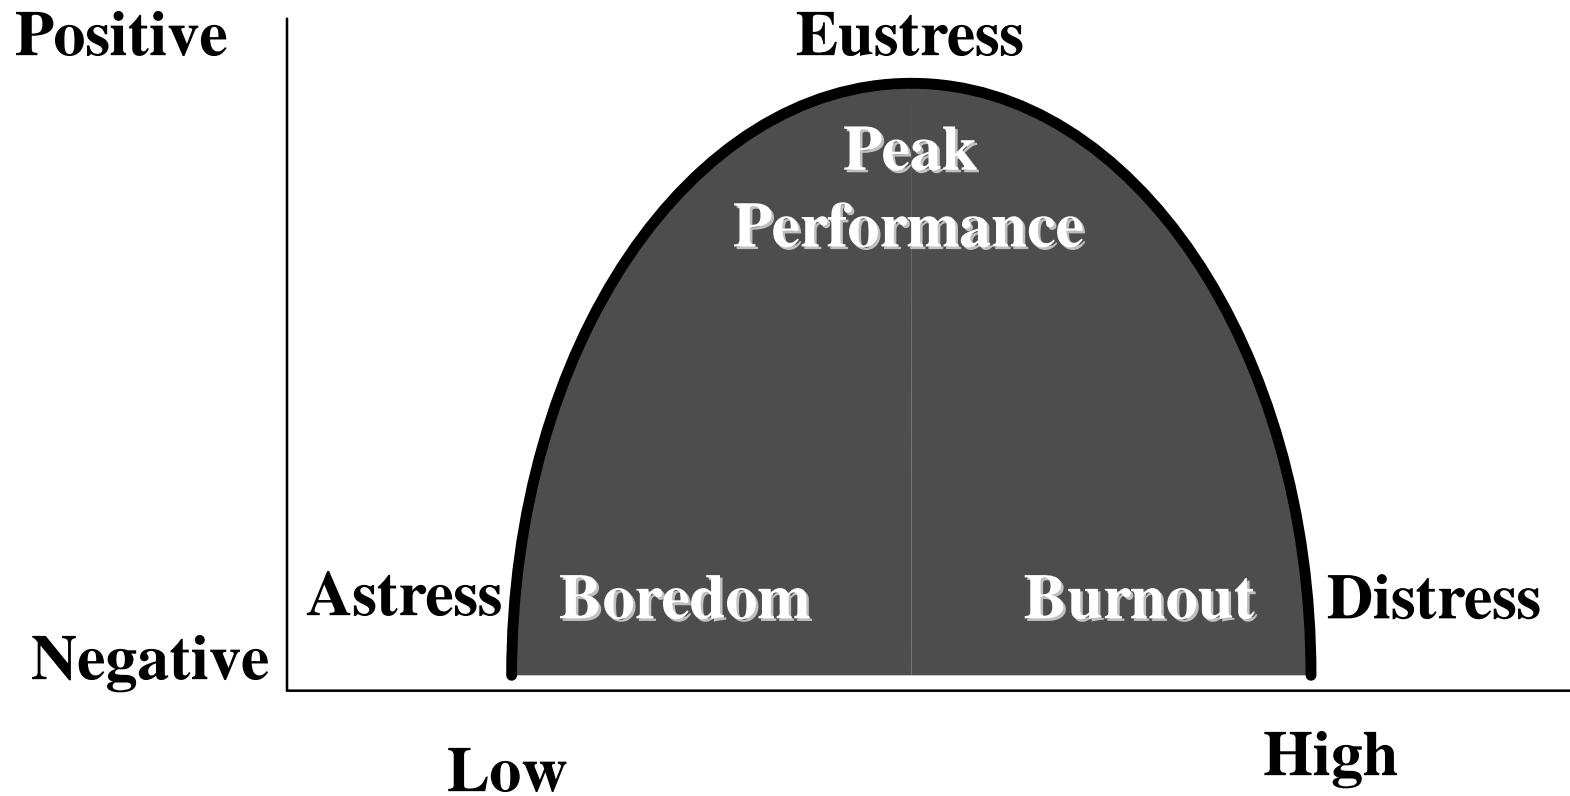 Positive
Eustress
Peak
Performance
Astress
Boredom
Burnout
Distress
Negative
Low
High